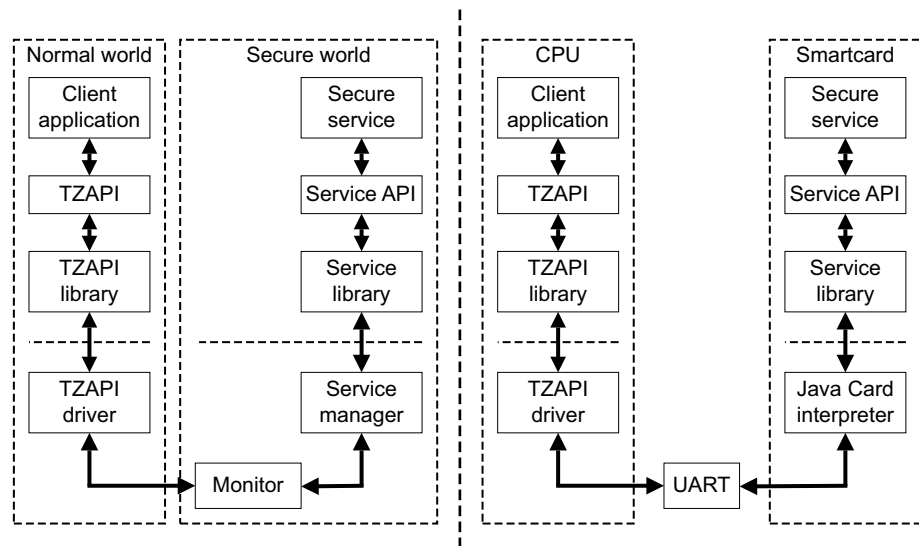 Normal world
Secure world
CPU
Smartcard
Client
application
Secure
service
Client
application
Secure
service
TZAPI
Service API
TZAPI
Service API
TZAPI
library
Service
library
TZAPI
library
Service
library
TZAPI
driver
Service
manager
TZAPI
driver
Java Card
interpreter
Monitor
UART